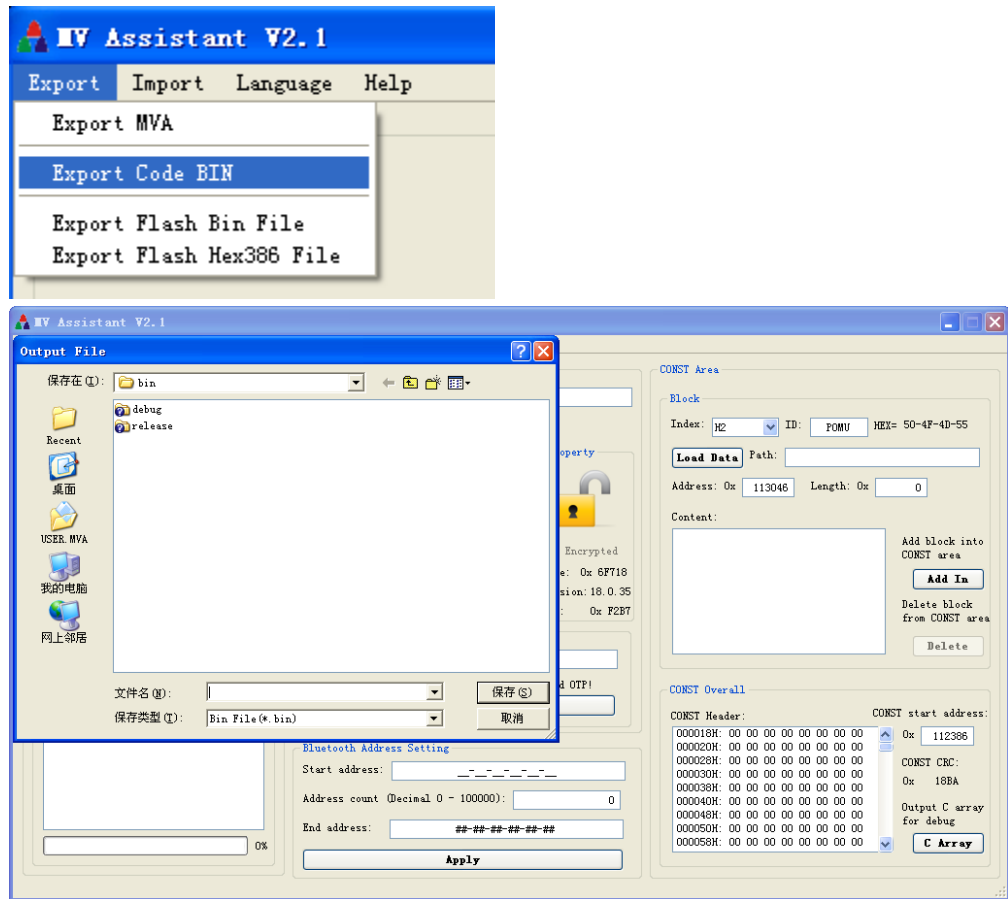 MV Assistant V2.1
Export Import Language Help
Export MVA
Export Code BIN
Export Flash Bin File
Export Flash Hex386 File
MV Assistant V2.1
Output File
保存在(I): bin
debug
release
Recent
桌面
USER.MVA
我的电脑
网上邻居
文件名(N): 保存(S)
保存类型(T): Bin File(*.bin) 取消
operty
Encrypted
e: 0x 6F718
sion: 18.0.35
: 0x F2B7
d OTP!
0%
Bluetooth Address Setting
Start address: __-__-__-__-__-__
Address count (Decimal 0 - 100000): 0
End address: ##-##-##-##-##-##
Apply
CONST Area
Block
Index: H2 ID: POMU HEX= 50-4F-4D-55
Load Data Path:
Address: 0x 113046 Length: 0x 0
Content:
Add block into
CONST area
Add In
Delete block
from CONST area
Delete
CONST Overall
CONST Header: CONST start address:
000018H: 00 00 00 00 00 00 00 00
000020H: 00 00 00 00 00 00 00 00
000028H: 00 00 00 00 00 00 00 00
000030H: 00 00 00 00 00 00 00 00
000038H: 00 00 00 00 00 00 00 00
000040H: 00 00 00 00 00 00 00 00
000048H: 00 00 00 00 00 00 00 00
000050H: 00 00 00 00 00 00 00 00
000058H: 00 00 00 00 00 00 00 00
0x 112386
CONST CRC:
0x 18BA
Output C array
for debug
C Array